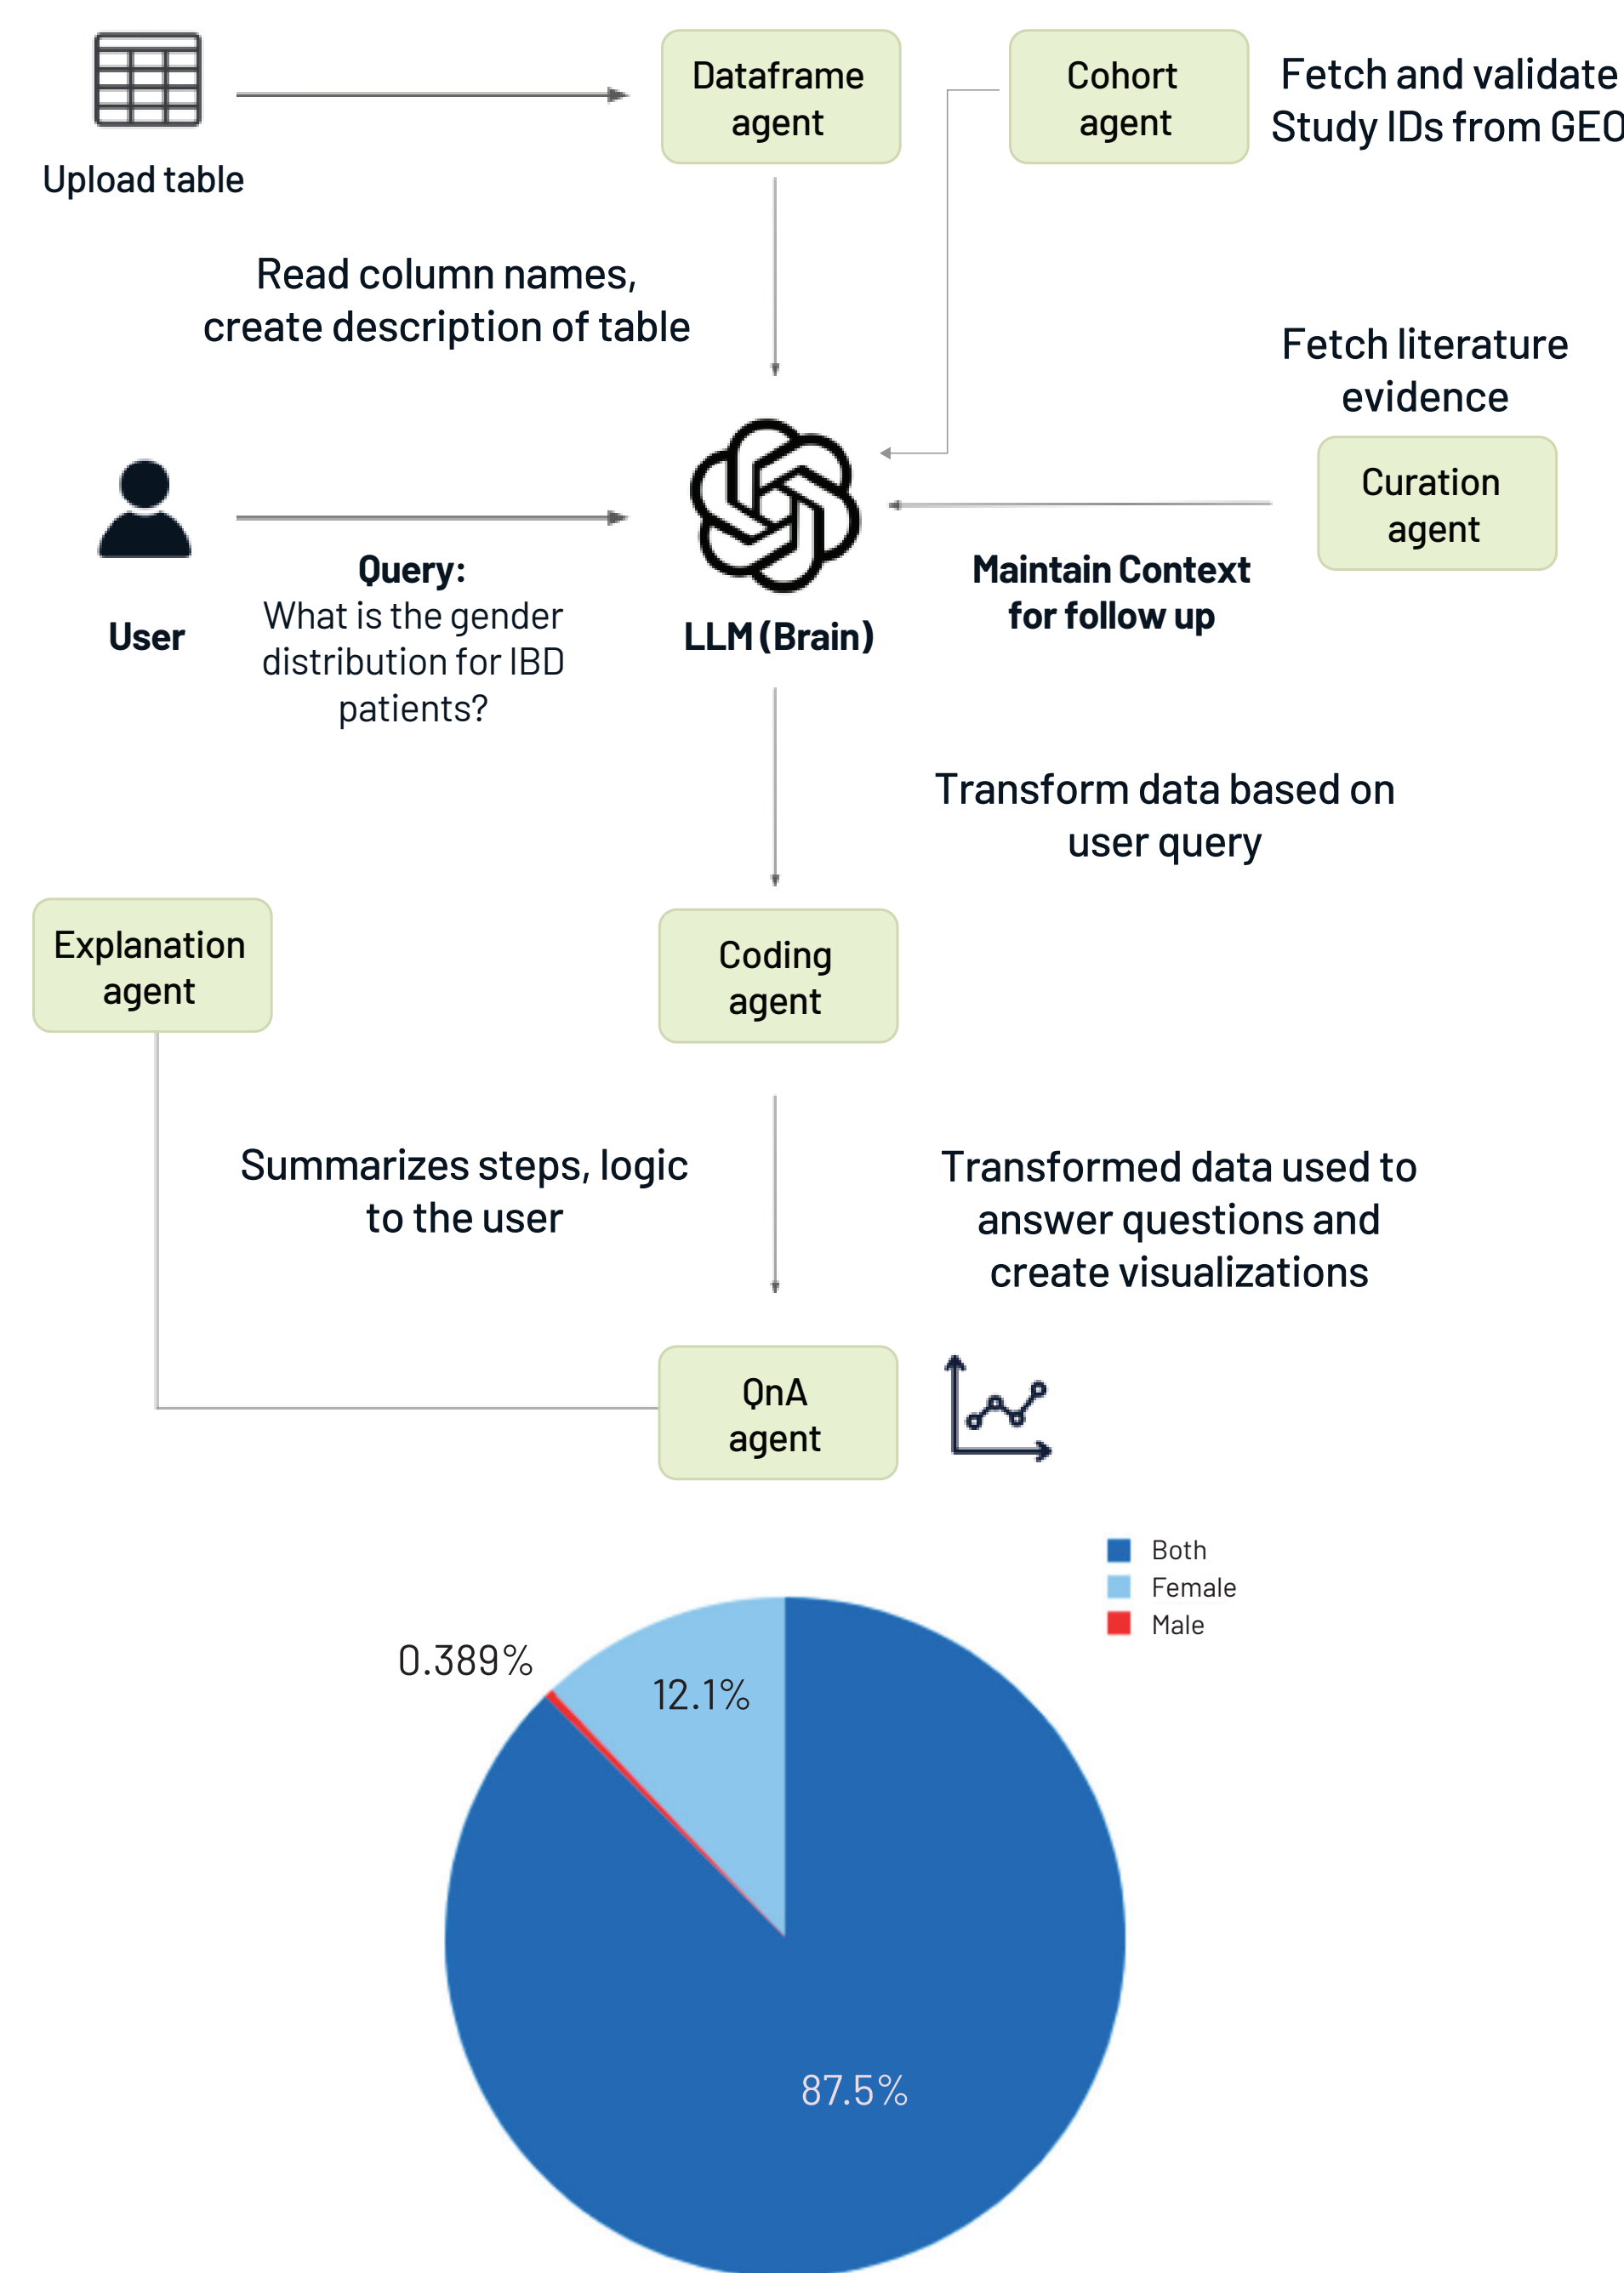 Dataframe
agent
Cohort
agent
Fetch and validate
Study IDs from GEO
Upload table
Read column names,
create description of table
Fetch literature
evidence
Curation
agent
Query:
What is the gender
distribution for IBD
patients?
User
LLM (Brain)
Maintain Context
for follow up
Transform data based on
user query
Explanation
agent
Coding
agent
Summarizes steps, logic
to the user
Transformed data used to
answer questions and
create visualizations
QnA
agent
Both
Female
Male
0.389%
12.1%
87.5%